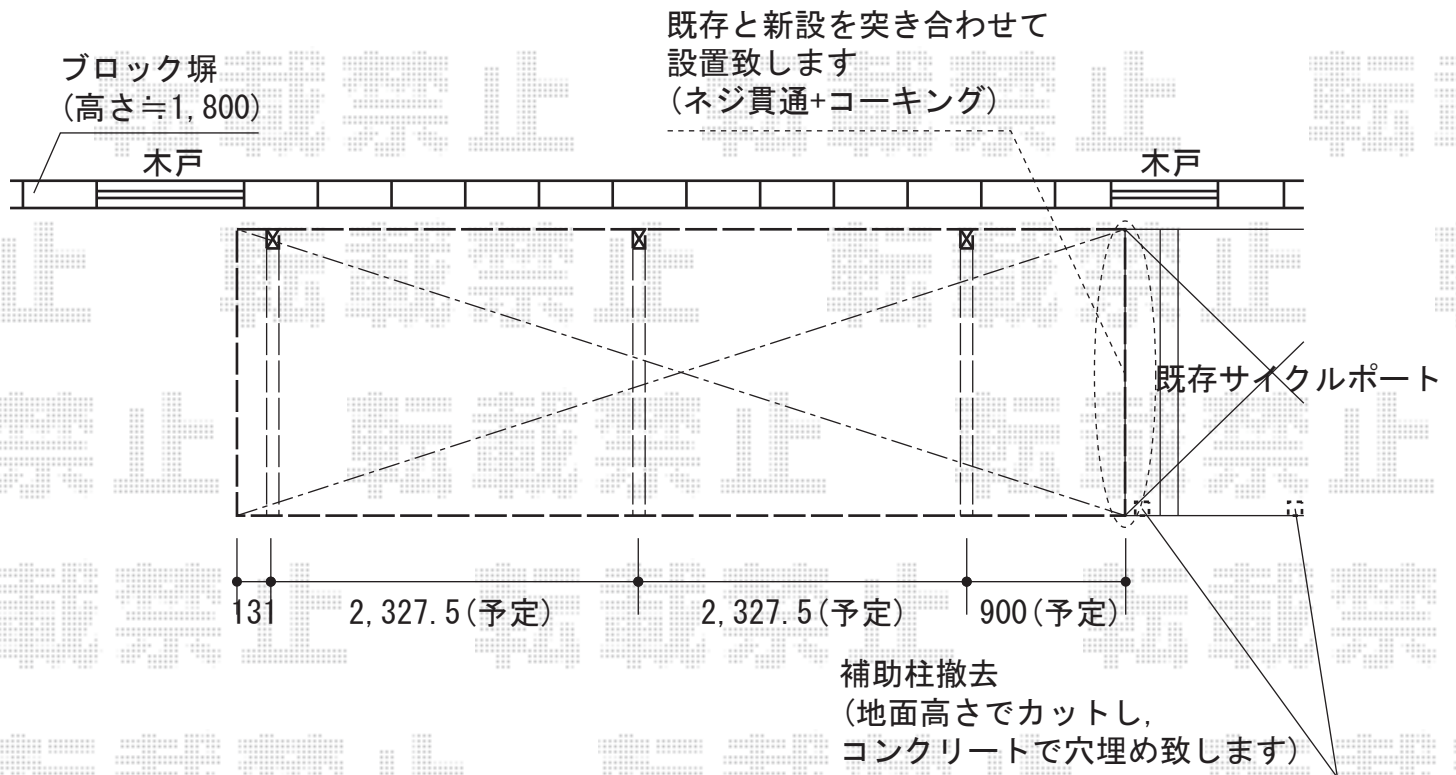 既存と新設を突き合わせて
設置致します
(ネジ貫通+コーキング)
ブロック塀
(高さ≒1,800)
木戸
木戸
既存サイクルポート
131
2,327.5(予定)
2,327.5(予定)
900(予定)
補助柱撤去
(地面高さでカットし,
コンクリートで穴埋め致します)
転載禁止